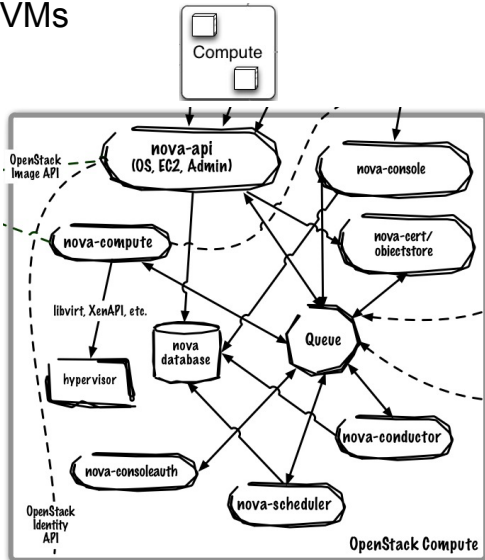 VMs
Compute
nova-api
(OS, EC2, Admin)
OpenStack
Image API
nova-console
nova-compute
nova-cert/
objectstore
libvirt, XenAPI, etc.
nova
database
Queue
hypervisor
nova-conductor
nova-consoleauth
nova-scheduler
OpenStack
Identity
API
OpenStack Compute